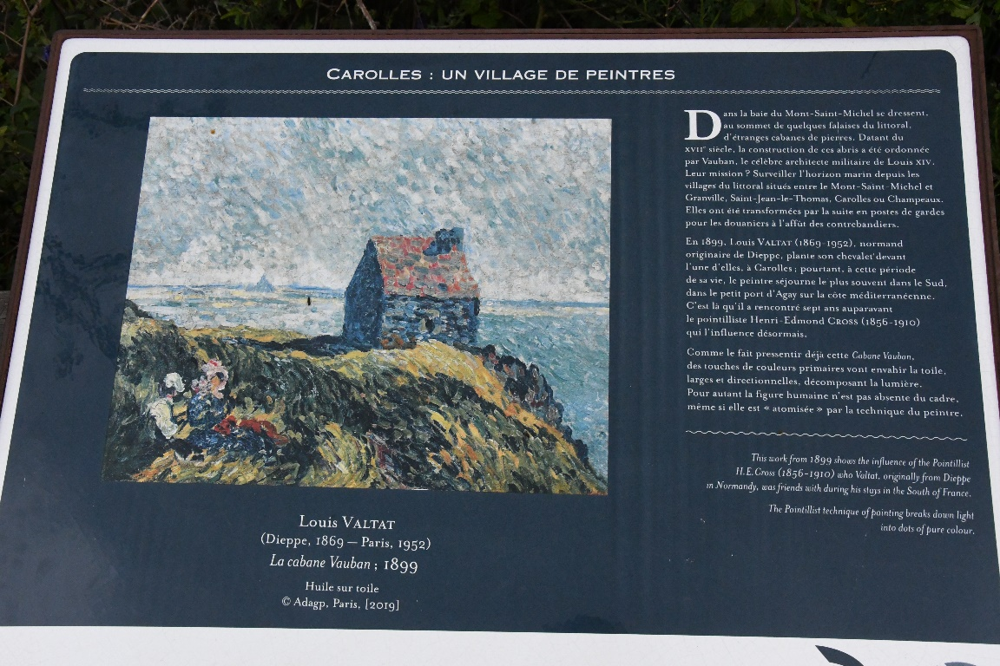 CAROLLES : UN VILLAGE DE PEINTRES
Dans la baie du Mont-Saint-Michel se dressent,
au sommet de quelques falaises du littoral,
d'étranges cabanes de pierres. Datant du
XVIIe siècle, la construction de ces abris a été ordonnée
par Vauban, le célèbre architecte militaire de Louis XIV.
Leur mission ? Surveiller l'horizon marin depuis les
villages du littoral situés entre le Mont-Saint-Michel et
Granville, Saint-Jean-le-Thomas, Carolles ou Champeaux.
Elles ont été transformées par la suite en postes de gardes
pour les douaniers à l'affût des contrebandiers.
En 1899, Louis VALTAT (1869-1952), normand
originaire de Dieppe, plante son chevalet devant
l'une d'elles, à Carolles ; pourtant, à cette période
de sa vie, le peintre séjourne le plus souvent dans le Sud,
dans le petit port d'Agay sur la côte méditerranéenne.
C'est là qu'il a rencontré sept ans auparavant
le pointilliste Henri-Edmond CROSS (1856-1910)
qui l'influence désormais.
Comme le fait pressentir déjà cette Cabane Vauban,
des touches de couleurs primaires vont envahir la toile,
larges et directionnelles, décomposant la lumière.
Pour autant la figure humaine n'est pas absente du cadre,
même si elle est « atomisée » par la technique du peintre.
This work from 1899 shows the influence of the Pointillist
H.E. Cross (1856-1910) who Valtat, originally from Dieppe
in Normandy, was friends with during his stays in the South of France.
The Pointillist technique of painting breaks down light
into dots of pure colour.
Louis VALTAT
(Dieppe, 1869 – Paris, 1952)
La cabane Vauban ; 1899
Huile sur toile
© Adagp, Paris, [2019]